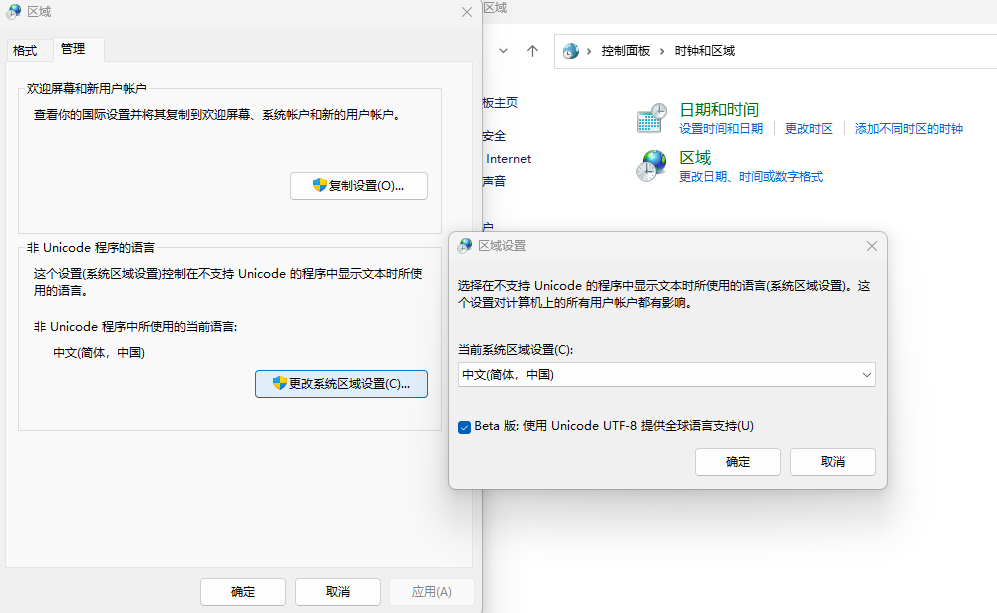 区域
格式
管理
欢迎屏幕和新用户帐户
查看你的国际设置并将其复制到欢迎屏幕、系统帐户和新的用户帐户。
复制设置(O)...
非 Unicode 程序的语言
这个设置(系统区域设置)控制在不支持 Unicode 的程序中显示文本时所使
用的语言。
非 Unicode 程序中所使用的当前语言:
中文(简体，中国)
更改系统区域设置(C)...
确定
取消
应用(A)
区域
控制面板
时钟和区域
板主页
安全
Internet
声音
日期和时间
设置时间和日期
更改时区
添加不同时区的时钟
区域
更改日期、时间或数字格式
区域设置
选择在不支持 Unicode 的程序中显示文本时所使用的语言(系统区域设置)。这
个设置对计算机上的所有用户帐户都有影响。
当前系统区域设置(C):
中文(简体，中国)
Beta 版: 使用 Unicode UTF-8 提供全球语言支持(U)
确定
取消